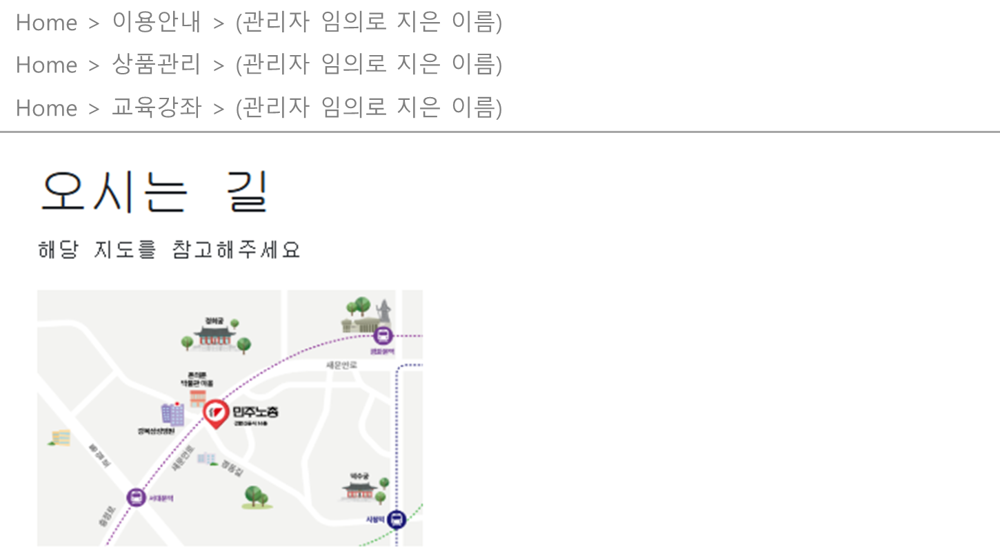 Home > 이용안내 > (관리자 임의로 지은 이름)
Home > 상품관리 > (관리자 임의로 지은 이름)
Home > 교육강좌 > (관리자 임의로 지은 이름)
오시는 길
해당 지도를 참고해주세요
경희궁
광화문역
새문안로
돈의문
박물관 마을
민주노총
강북삼성병원
새문안로
정동길
덕수궁
서대문역
시청역
충정로